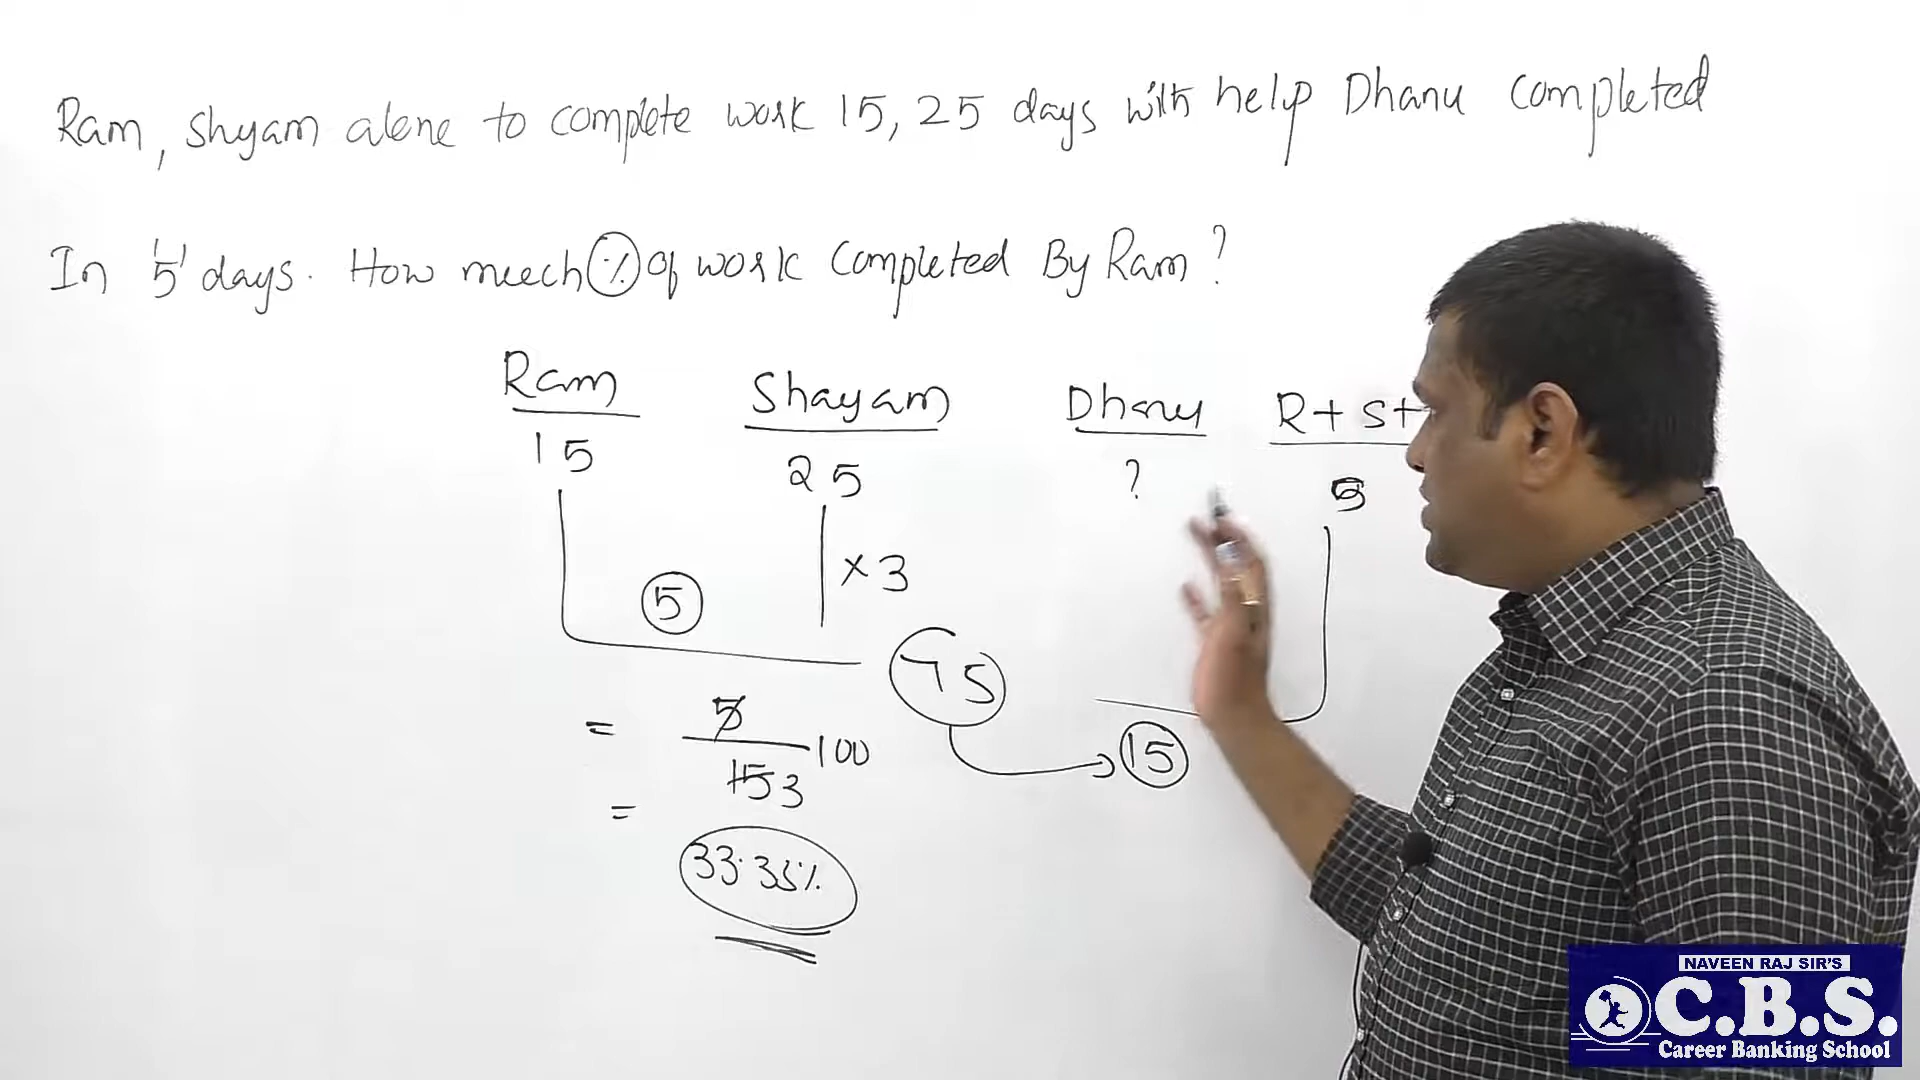 Ram, Shyam alone to complete work 15, 25 days with help Dhanu completed
In 5 days. How much % of work Completed By Ram?
Ram Shayam Dhanu R+ S+
15 25 ? 5
5 × 3
75
= 5
100
15 3
15
=
33.33%
NAVEEN RAJ SIR'S
C.B.S.
Career Banking School